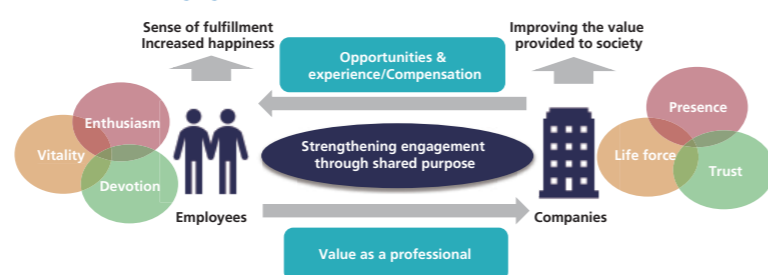 Sense of fulfillment
Increased happiness
Improving the value
provided to society
Opportunities &
experience/Compensation
Enthusiasm
Vitality
Devotion
Strengthening engagement
through shared purpose
Presence
Life force
Trust
Employees
Companies
Value as a professional